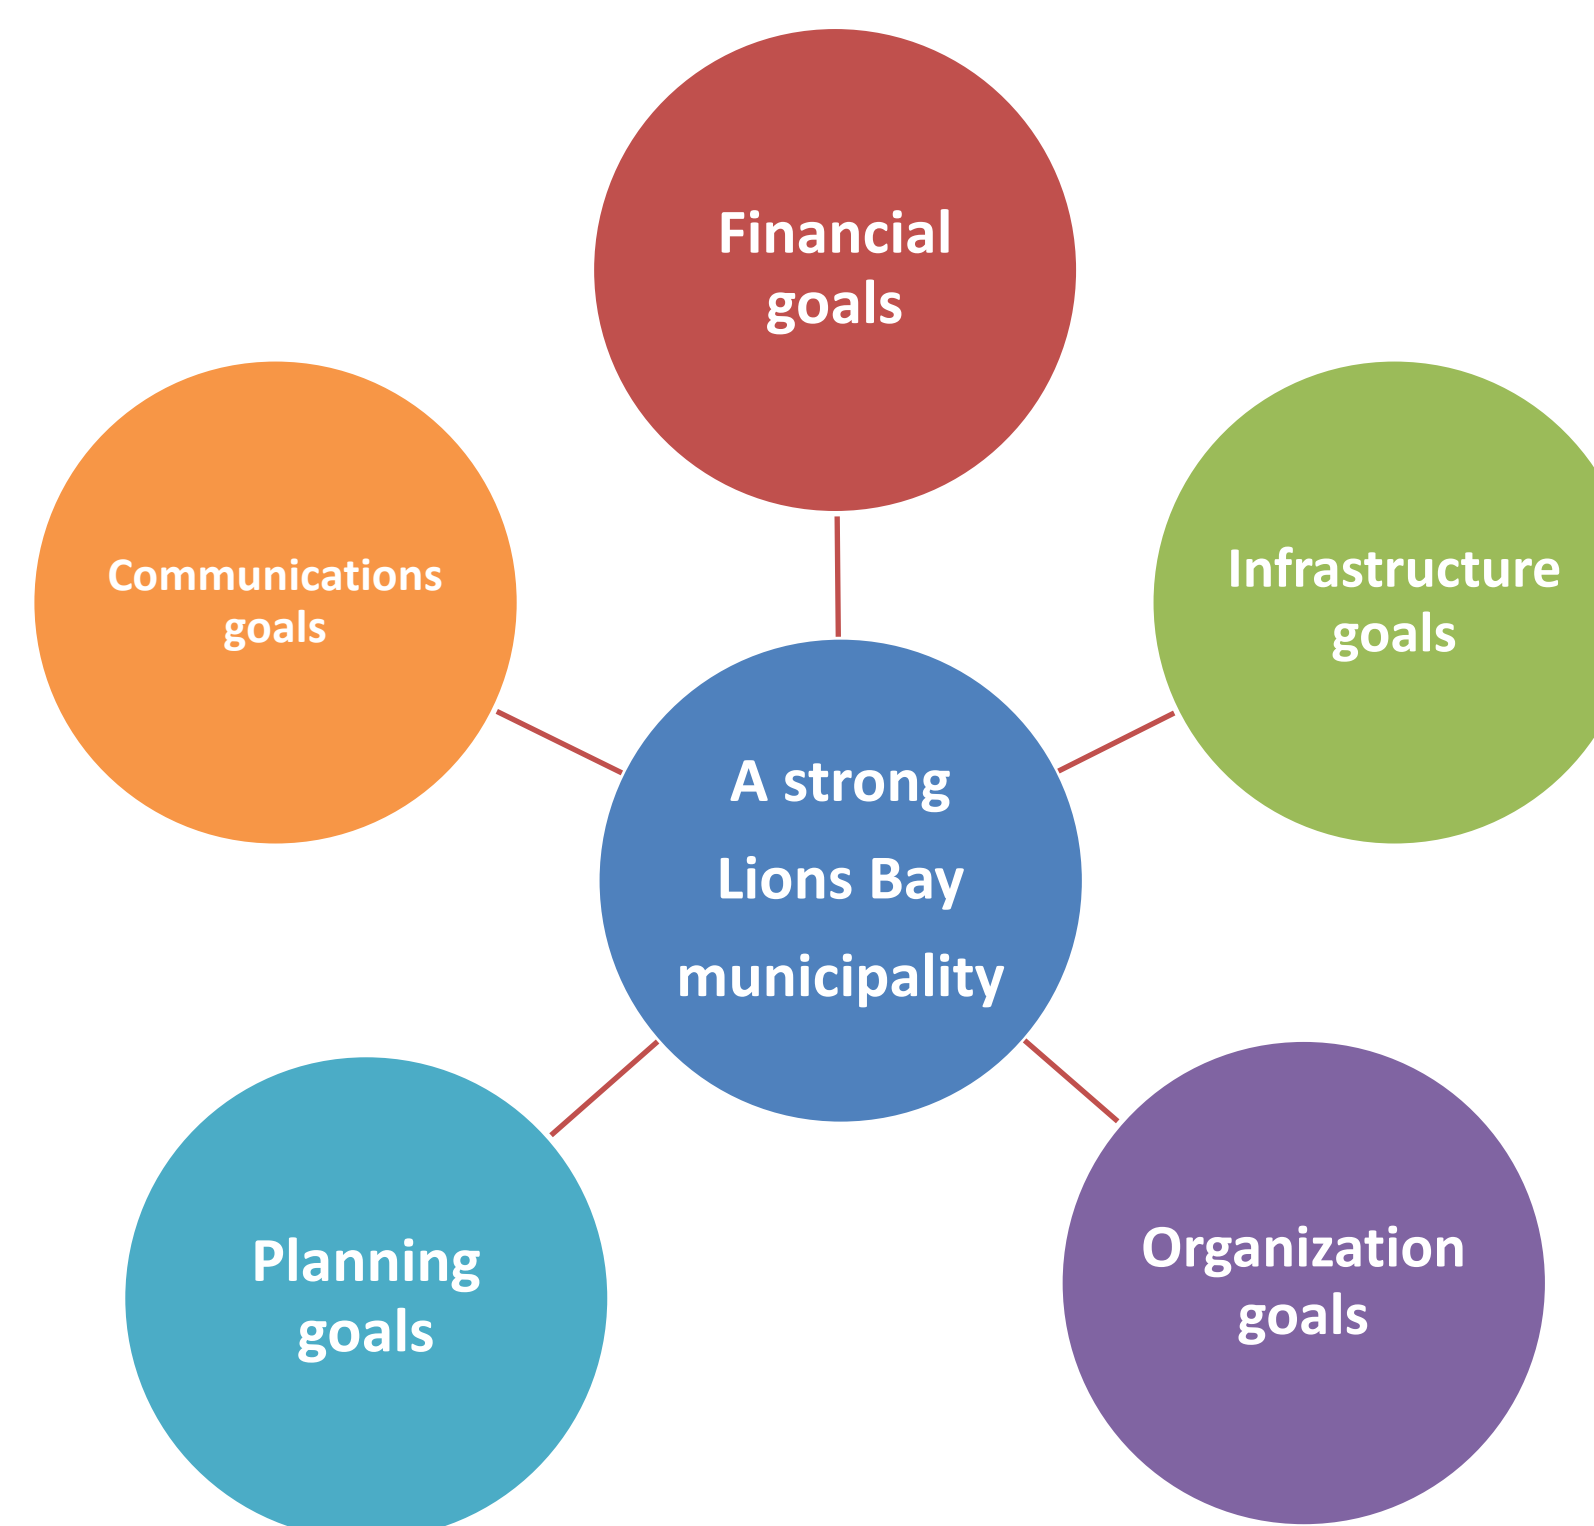 Financial
goals
Communications
goals
Infrastructure
goals
A strong
Lions Bay
municipality
Planning
goals
Organization
goals